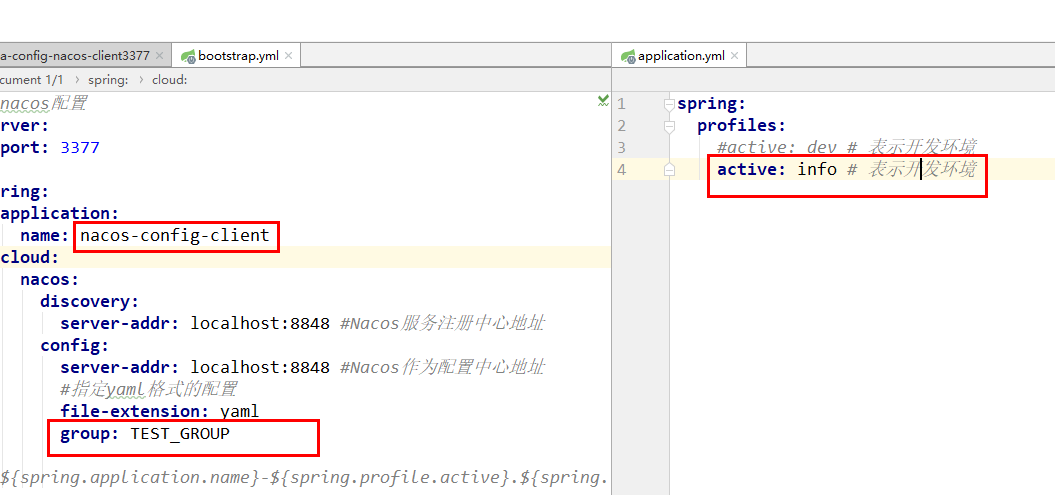 a-config-nacos-client3377 × bootstrap.yml × application.yml ×
cument 1/1 › spring: › cloud:
nacos配置
rver:
port: 3377
ring:
application:
name: nacos-config-client
cloud:
nacos:
discovery:
server-addr: localhost:8848 #Nacos服务注册中心地址
config:
server-addr: localhost:8848 #Nacos作为配置中心地址
#指定yaml格式的配置
file-extension: yaml
group: TEST_GROUP
${spring.application.name}-${spring.profile.active}.${spring.
1 spring:
2 profiles:
3 #active: dev # 表示开发环境
4 active: info # 表示开发环境